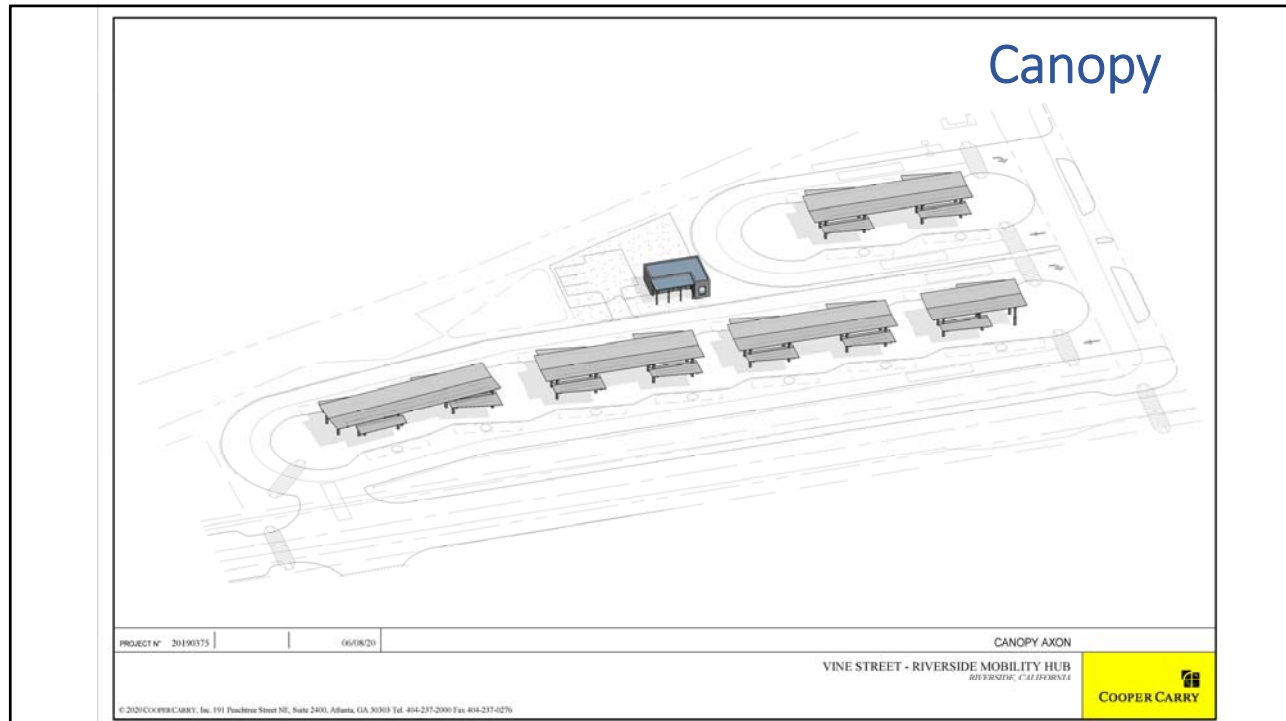 Canopy
PROJECT Nº 20190375
06/08/20
CANOPY AXON
VINE STREET - RIVERSIDE MOBILITY HUB
RIVERSIDE, CALIFORNIA
COOPER CARRY
© 2020 COOPER CARRY, Inc. 191 Peachtree Street NE, Suite 2400, Atlanta, GA 30303 Tel. 404-237-2000 Fax 404-237-0276